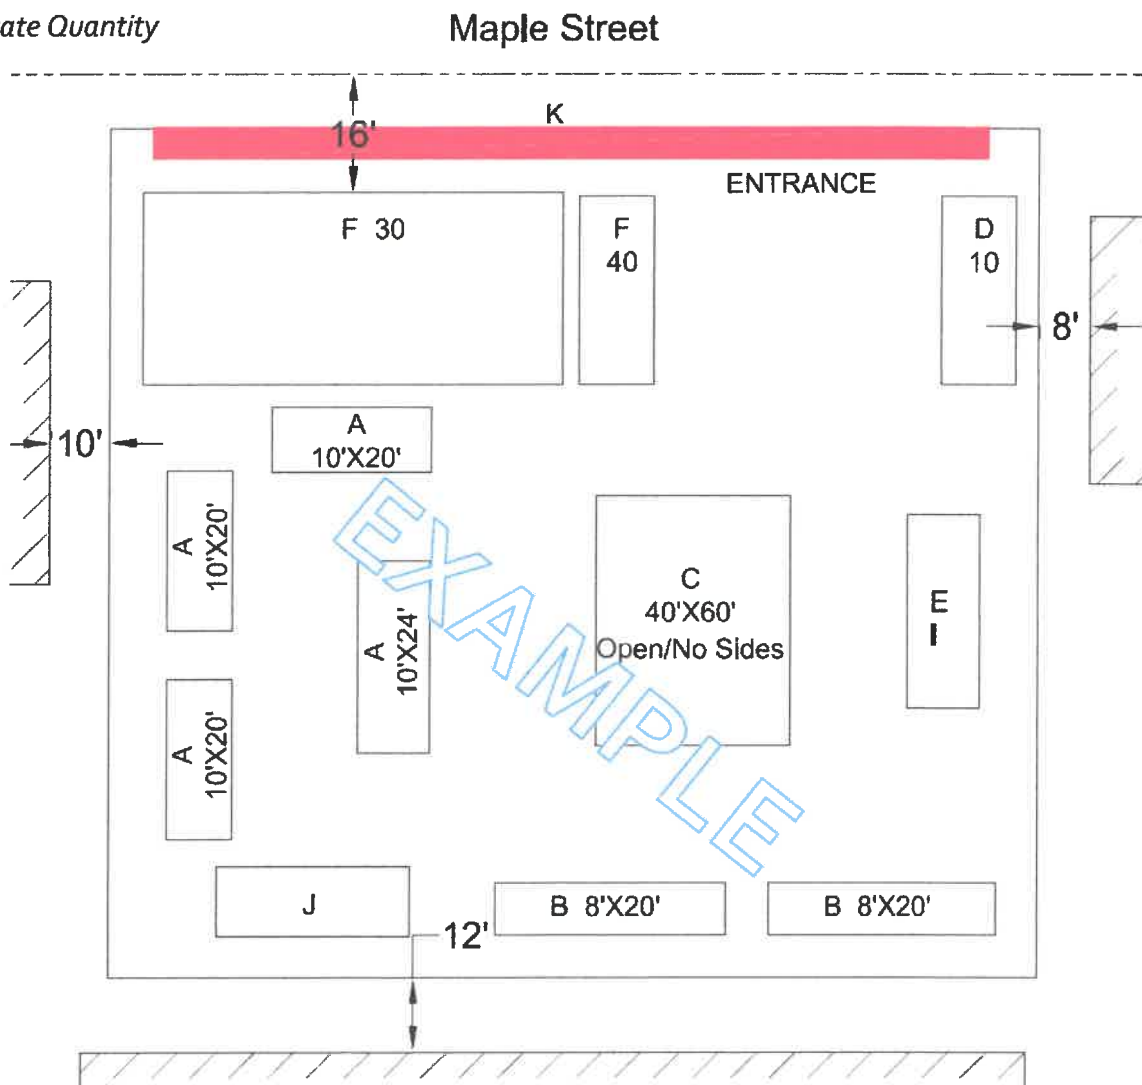 ate Quantity
Maple Street
K
16'
ENTRANCE
F 30
F
40
D
10
8'
10'
A
10'X20'
A
10'X20'
A
10'X24'
C
40'X60'
Open/No Sides
E
I
A
10'X20'
EXAMPLE
J
B 8'X20'
B 8'X20'
12'